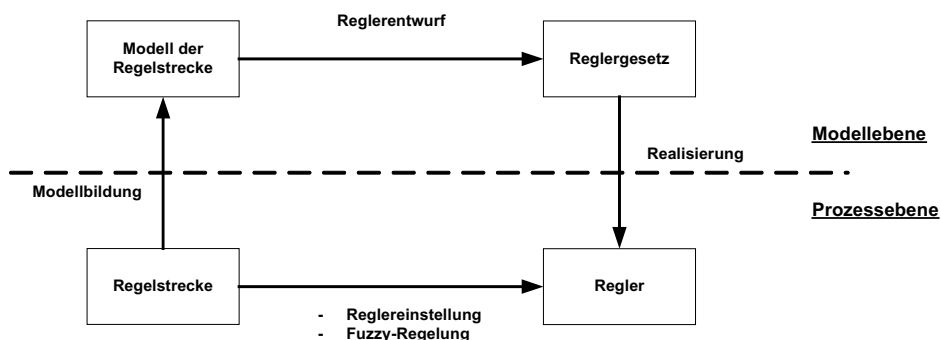 Reglerentwurf
Modell der
Regelstrecke
Reglergesetz
Modellebene
Realisierung
Modellbildung
Prozessebene
Regelstrecke
Regler
- Reglereinstellung
- Fuzzy-Regelung